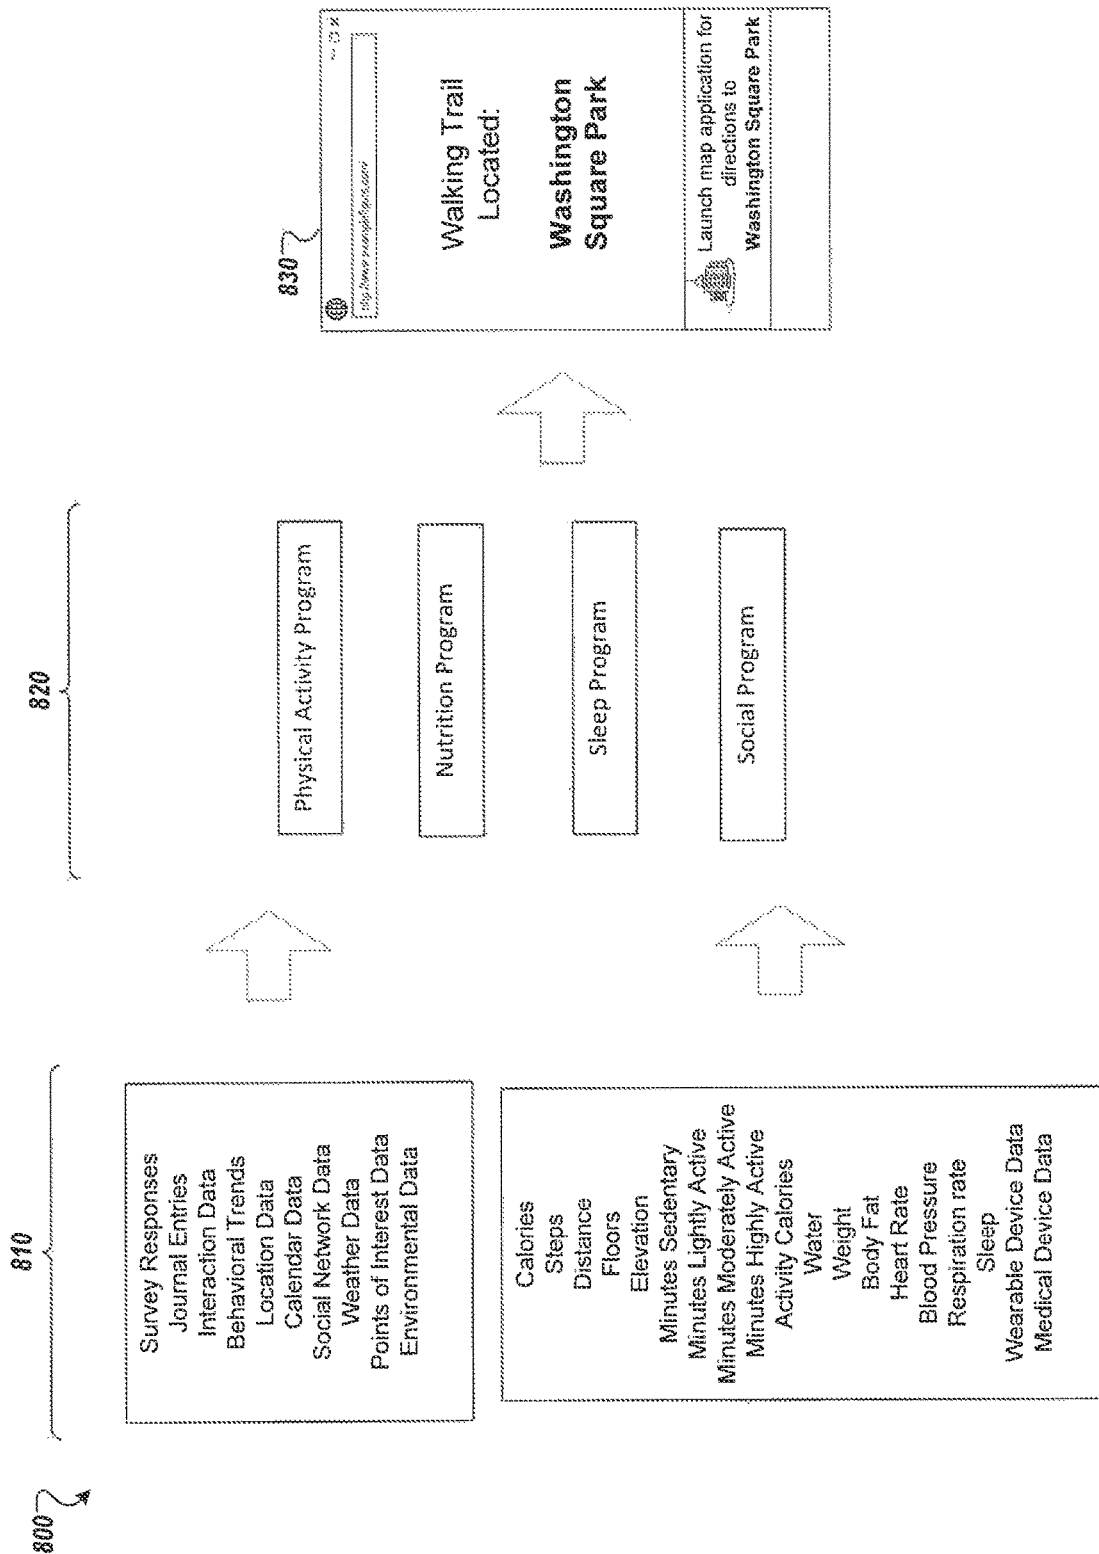 800
810
Survey Responses
Journal Entries
Interaction Data
Behavioral Trends
Location Data
Calendar Data
Social Network Data
Weather Data
Points of Interest Data
Environmental Data
Calories
Steps
Distance
Floors
Elevation
Minutes Sedentary
Minutes Lightly Active
Minutes Moderately Active
Minutes Highly Active
Activity Calories
Water
Weight
Body Fat
Heart Rate
Blood Pressure
Respiration rate
Sleep
Wearable Device Data
Medical Device Data
820
Physical Activity Program
Nutrition Program
Sleep Program
Social Program
830
Walking Trail
Located:
Washington
Square Park
Launch map application for
directions to
Washington Square Park